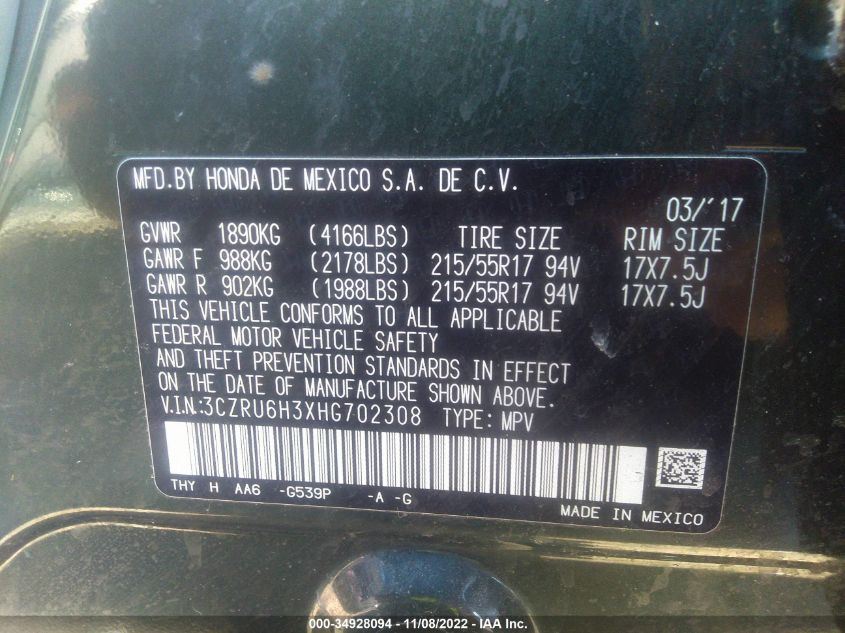 MFD.BY HONDA DE MEXICO S.A. DE C.V.
03/'17
GVWR 1890KG (4166LBS) TIRE SIZE RIM SIZE
GAWR F 988KG (2178LBS) 215/55R17 94V 17X7.5J
GAWR R 902KG (1988LBS) 215/55R17 94V 17X7.5J
THIS VEHICLE CONFORMS TO ALL APPLICABLE
FEDERAL MOTOR VEHICLE SAFETY
AND THEFT PREVENTION STANDARDS IN EFFECT
ON THE DATE OF MANUFACTURE SHOWN ABOVE.
V.I.N.:3CZRU6H3XHG702308 TYPE: MPV
THY H AA6 -G539P -A -G
MADE IN MEXICO
000-34928094 - 11/08/2022 - IAA Inc.